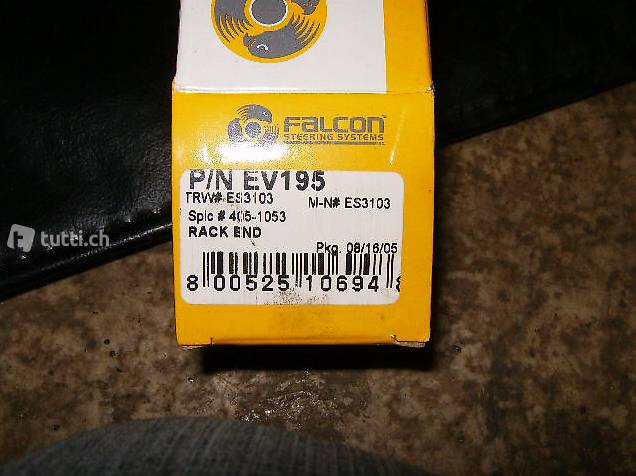 FALCON
STEERING SYSTEMS
P/N EV195
TRW# ES3103 M-N# ES3103
Spic # 405-1053
RACK END
Pkg. 08/16/05
8 00525 10694 8
tutti.ch